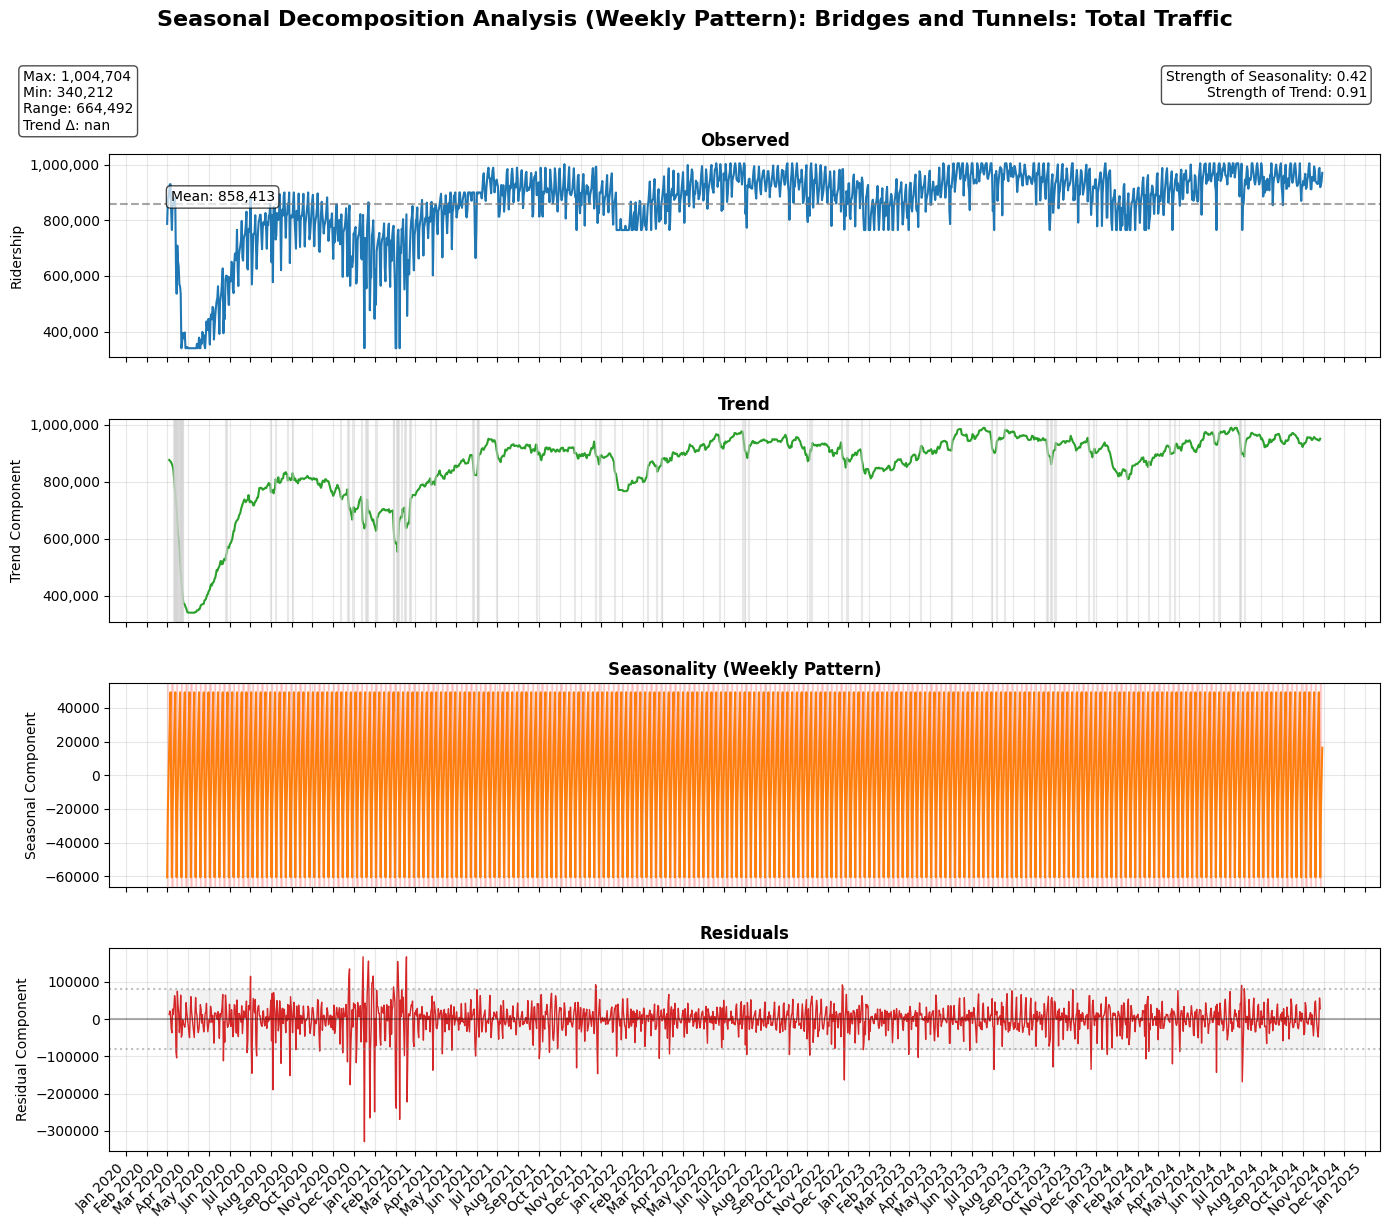 Seasonal Decomposition Analysis (Weekly Pattern): Bridges and Tunnels: Total Traffic
Max: 1,004,704
Min: 340,212
Range: 664,492
Trend Δ: nan
Strength of Seasonality: 0.42
Strength of Trend: 0.91
Observed
1,000,000
800,000
600,000
400,000
Ridership
Mean: 858,413
Trend
1,000,000
800,000
600,000
400,000
Trend Component
Seasonality (Weekly Pattern)
40000
20000
0
−20000
−40000
−60000
Seasonal Component
Residuals
100000
0
−100000
−200000
−300000
Residual Component
Jan 2020
Feb 2020
Mar 2020
Apr 2020
May 2020
Jun 2020
Jul 2020
Aug 2020
Sep 2020
Oct 2020
Nov 2020
Dec 2020
Jan 2021
Feb 2021
Mar 2021
Apr 2021
May 2021
Jun 2021
Jul 2021
Aug 2021
Sep 2021
Oct 2021
Nov 2021
Dec 2021
Jan 2022
Feb 2022
Mar 2022
Apr 2022
May 2022
Jun 2022
Jul 2022
Aug 2022
Sep 2022
Oct 2022
Nov 2022
Dec 2022
Jan 2023
Feb 2023
Mar 2023
Apr 2023
May 2023
Jun 2023
Jul 2023
Aug 2023
Sep 2023
Oct 2023
Nov 2023
Dec 2023
Jan 2024
Feb 2024
Mar 2024
Apr 2024
May 2024
Jun 2024
Jul 2024
Aug 2024
Sep 2024
Oct 2024
Nov 2024
Dec 2024
Jan 2025